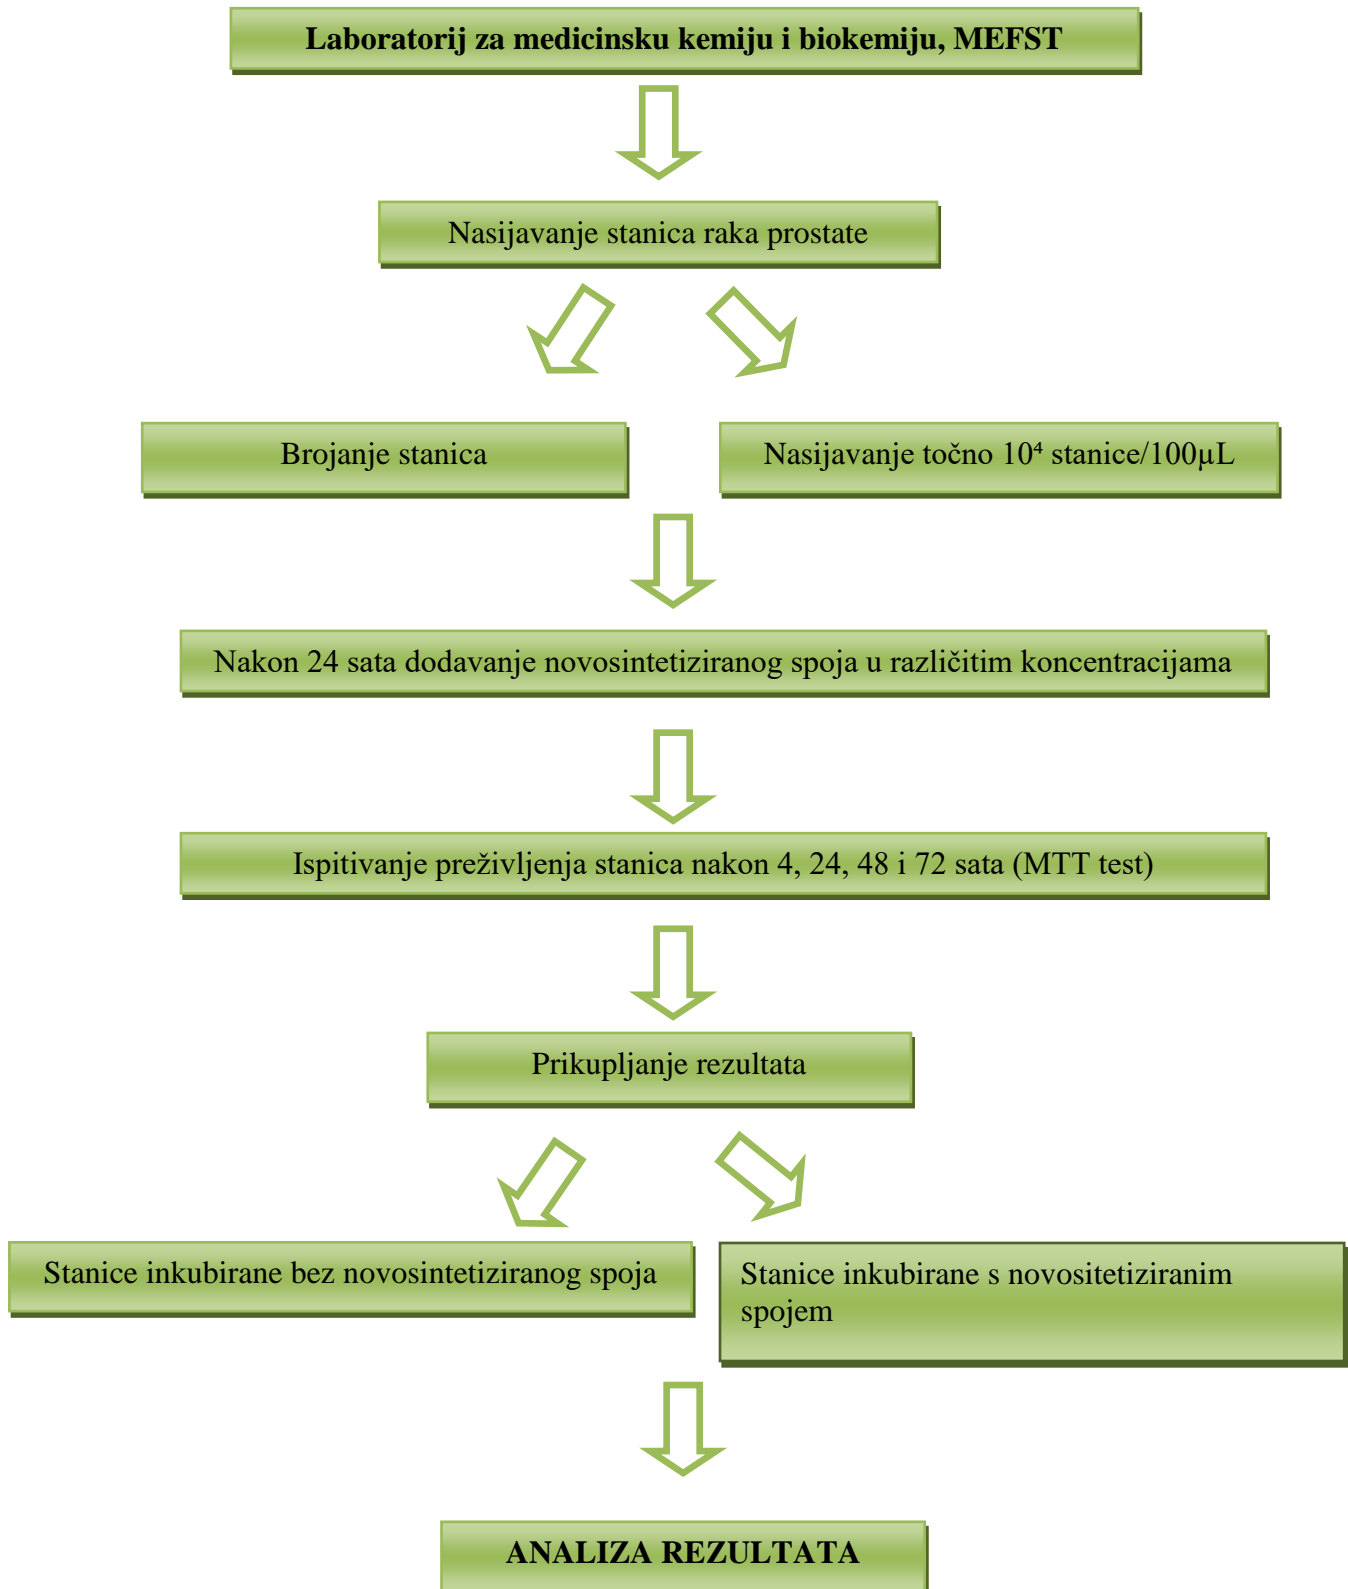 Laboratorij za medicinsku kemiju i biokemiju, MEFST
Nasijavanje stanica raka prostate
Brojanje stanica
Nasijavanje točno 10⁴ stanice/100µL
Nakon 24 sata dodavanje novosintetiziranog spoja u različitim koncentracijama
Ispitivanje preživljenja stanica nakon 4, 24, 48 i 72 sata (MTT test)
Prikupljanje rezultata
Stanice inkubirane bez novosintetiziranog spoja
Stanice inkubirane s novositetiziranim
spojem
ANALIZA REZULTATA